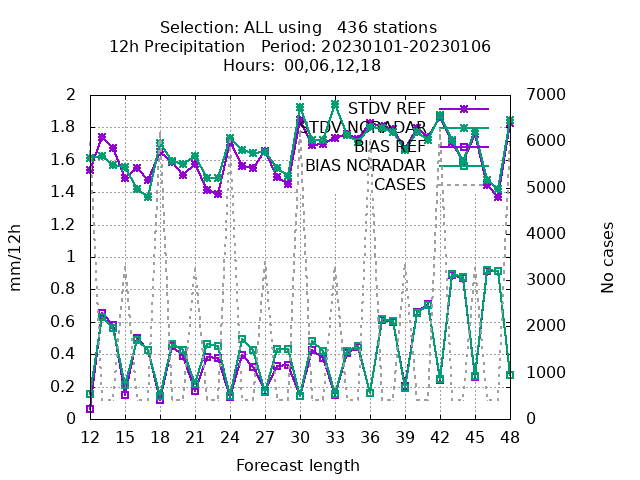 Selection: ALL using   436 stations
12h Precipitation   Period: 20230101-20230106
Hours:  00,06,12,18
2
1.8
1.6
1.4
1.2
1
0.8
0.6
0.4
0.2
0
7000
6000
5000
4000
3000
2000
1000
0
STDV REF
STDV NORADAR
BIAS REF
BIAS NORADAR
CASES
mm/12h
No cases
12 15 18 21 24 27 30 33 36 39 42 45 48
Forecast length